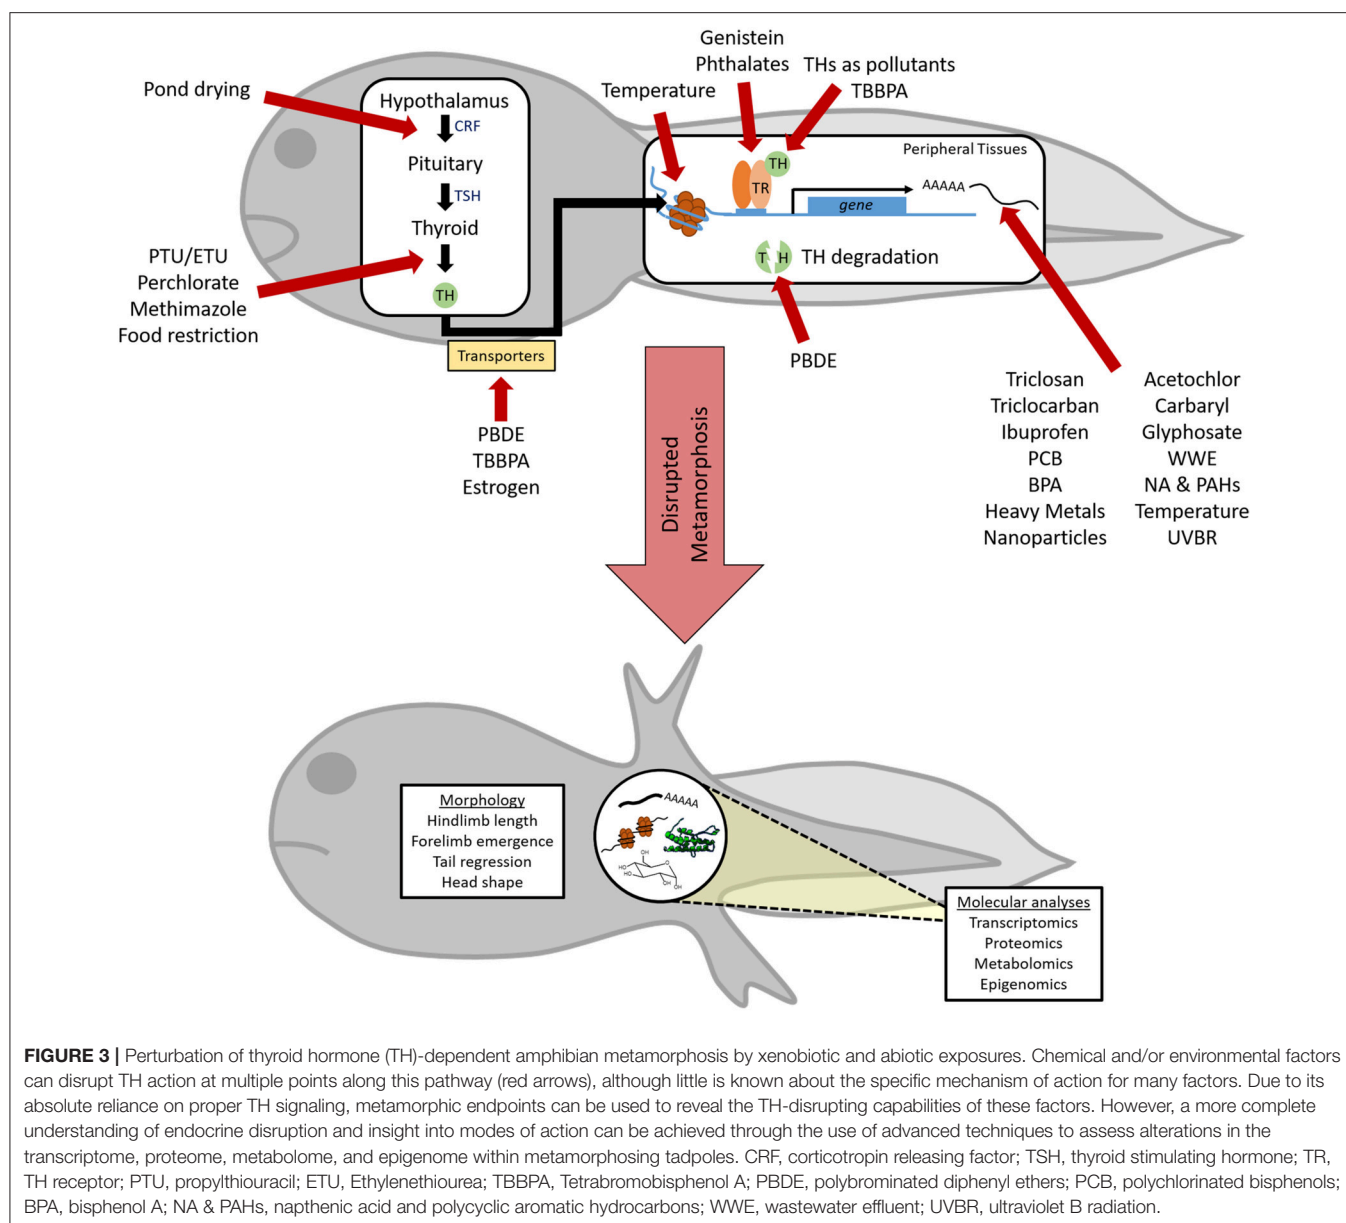 Pond drying
Hypothalamus
CRF
Pituitary
TSH
Thyroid
TH
PTU/ETU
Perchlorate
Methimazole
Food restriction
Transporters
PBDE
TBBPA
Estrogen
Temperature
Genistein
Phthalates
THs as pollutants
TBBPA
Peripheral Tissues
TH
TR
gene
AAAAA
T H
TH degradation
PBDE
Triclosan
Triclocarban
Ibuprofen
PCB
BPA
Heavy Metals
Nanoparticles
Acetochlor
Carbaryl
Glyphosate
WWE
NA & PAHs
Temperature
UVBR
Disrupted
Metamorphosis
Morphology
Hindlimb length
Forelimb emergence
Tail regression
Head shape
AAAAA
OH
HO
HO
O
OH
OH
Molecular analyses
Transcriptomics
Proteomics
Metabolomics
Epigenomics
FIGURE 3 | Perturbation of thyroid hormone (TH)-dependent amphibian metamorphosis by xenobiotic and abiotic exposures. Chemical and/or environmental factors
can disrupt TH action at multiple points along this pathway (red arrows), although little is known about the specific mechanism of action for many factors. Due to its
absolute reliance on proper TH signaling, metamorphic endpoints can be used to reveal the TH-disrupting capabilities of these factors. However, a more complete
understanding of endocrine disruption and insight into modes of action can be achieved through the use of advanced techniques to assess alterations in the
transcriptome, proteome, metabolome, and epigenome within metamorphosing tadpoles. CRF, corticotropin releasing factor; TSH, thyroid stimulating hormone; TR,
TH receptor; PTU, propylthiouracil; ETU, Ethylenethiourea; TBBPA, Tetrabromobisphenol A; PBDE, polybrominated diphenyl ethers; PCB, polychlorinated bisphenols;
BPA, bisphenol A; NA & PAHs, napthenic acid and polycyclic aromatic hydrocarbons; WWE, wastewater effluent; UVBR, ultraviolet B radiation.